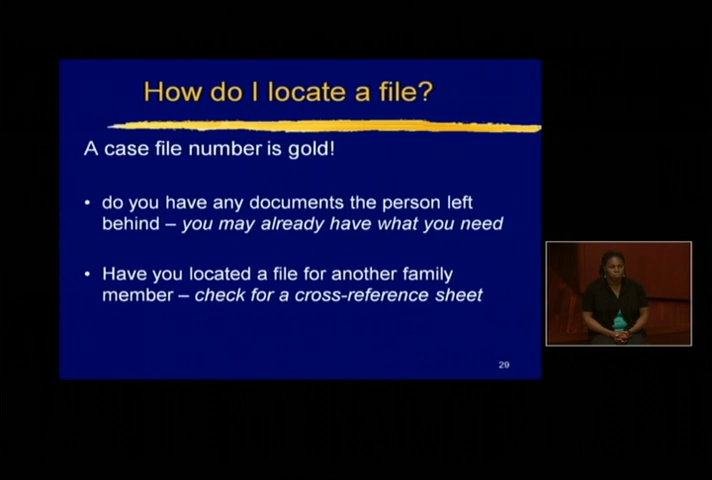 How do I locate a file?
A case file number is gold!
• do you have any documents the person left
behind – you may already have what you need
• Have you located a file for another family
member – check for a cross-reference sheet
29